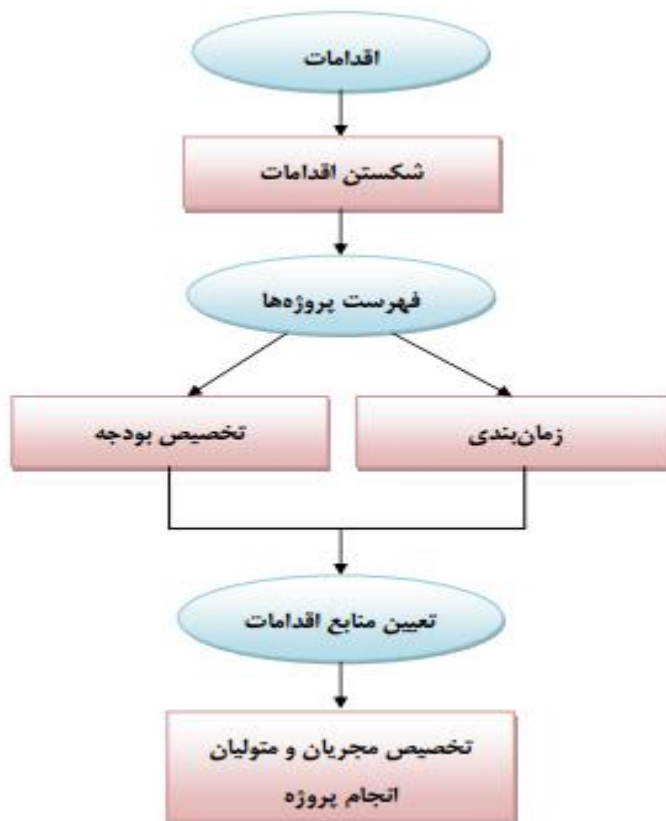 اقدامات
شکستن اقدامات
فهرست پروژه‌ها
زمان‌بندی
تخصیص بودجه
تعیین منابع اقدامات
تخصیص مجریان و متولیان
انجام پروژه